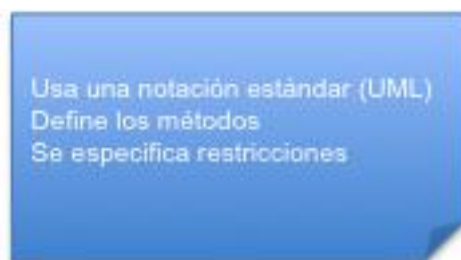 Usa una notación estándar (UML)
Define los métodos
Se especifica restricciones